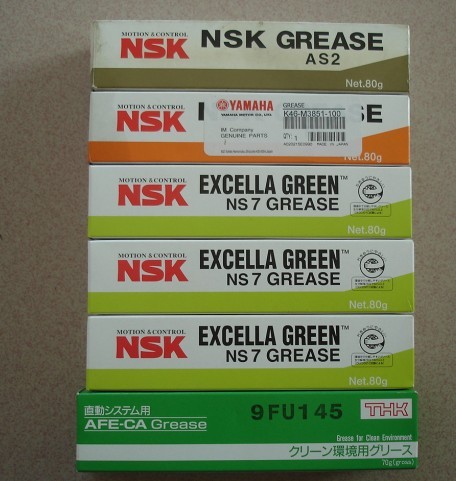 MOTION & CONTROL
NSK
NSK GREASE
AS2
Net.80g
MOTION & CONTROL
NSK
YAMAHA
YAMAHA MOTOR CO., LTD.
IM Company
GENUINE PARTS
GREASE
K46-M3851-100
QTY. 1
MADE IN JAPAN
SE
Net.80g
MOTION & CONTROL
NSK
EXCELLA GREEN™
NS7 GREASE
Net.80g
MOTION & CONTROL
NSK
EXCELLA GREEN™
NS7 GREASE
Net.80g
MOTION & CONTROL
NSK
EXCELLA GREEN™
NS7 GREASE
Net.80g
直動システム用
AFE-CA Grease
9FU145
THK
Grease for Clean Environment
クリーン環境用グリース
70g(gross)